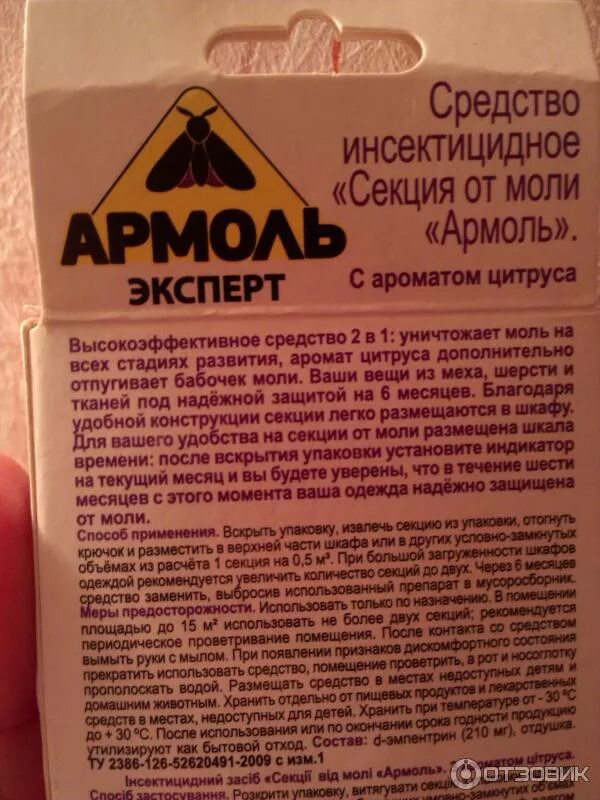 Средство
инсектицидное
«Секция от моли
«Армоль».
АРМОЛЬ
ЭКСПЕРТ
С ароматом цитруса
Высокоэффективное средство 2 в 1: уничтожает моль на
всех стадиях развития, аромат цитруса дополнительно
отпугивает бабочек моли. Ваши вещи из меха, шерсти и
тканей под надёжной защитой на 6 месяцев. Благодаря
удобной конструкции секции легко размещаются в шкафу.
Для вашего удобства на секции от моли размещена шкала
времени: после вскрытия упаковки установите индикатор
на текущий месяц и вы будете уверены, что в течение шести
месяцев с этого момента ваша одежда надёжно защищена
от моли.
Способ применения. Вскрыть упаковку, извлечь секцию из упаковки, отогнуть
крючок и разместить в верхней части шкафа или в других условно-замкнутых
объёмах из расчёта 1 секция на 0,5 м³. При большой загруженности шкафов
одеждой рекомендуется увеличить количество секций до двух. Через 6 месяцев
средство заменить, выбросив использованный препарат в мусоросборник.
Меры предосторожности. Использовать только по назначению. В помещении
площадью до 15 м² использовать не более двух секций; рекомендуется
периодическое проветривание помещения. После контакта со средством
вымыть руки с мылом. При появлении признаков дискомфортного состояния
прекратить использовать средство, помещение проветрить, а рот и носоглотку
прополоскать водой. Размещать средство в местах недоступных детям и
домашним животным. Хранить отдельно от пищевых продуктов и лекарственных
средств в местах, недоступных для детей. Хранить при температуре от - 30 °С
до + 30 °С. После использования или по окончании срока годности продукцию
утилизируют как бытовой отход. Состав: d-эмпентрин (210 мг), отдушка.
ТУ 2386-126-52620491-2009 с изм.1
Інсектицидний засіб «Секції від молі «Армоль». ароматом цітруса.
Спосіб застосування. Розкрити упаковку, витягувати
ОТЗОВИК